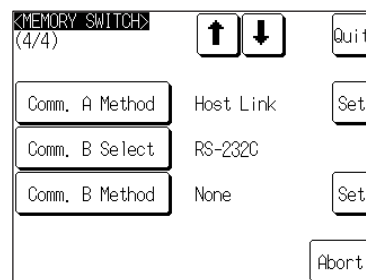 <MEMORY SWITCH>
(4/4)
Quit
Comm. A Method Host Link Set
Comm. B Select RS-232C
Comm. B Method None Set
Abort